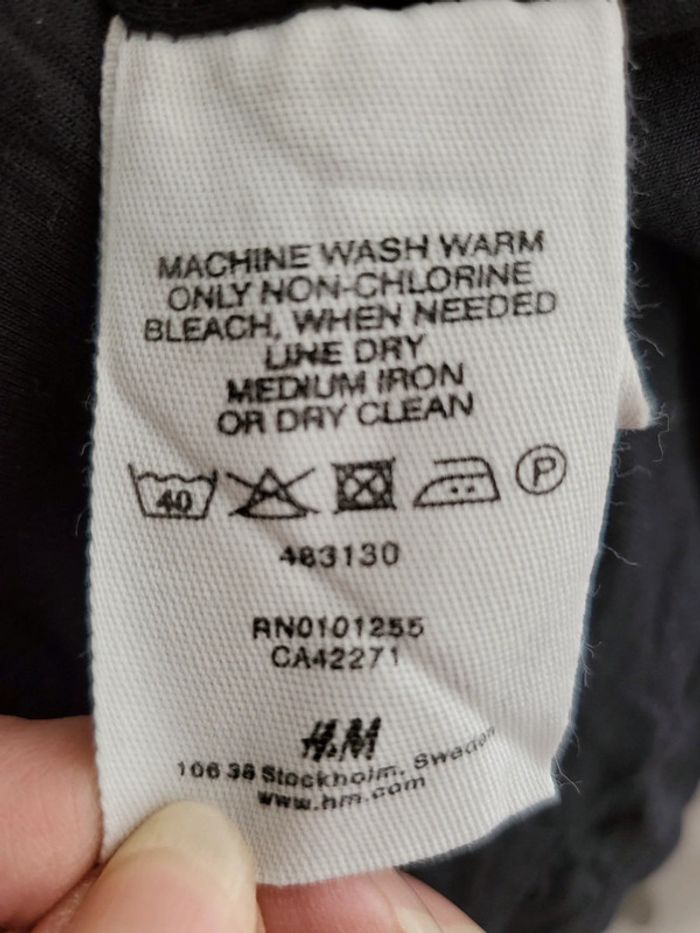 MACHINE WASH WARM
ONLY NON-CHLORINE
BLEACH, WHEN NEEDED
LINE DRY
MEDIUM IRON
OR DRY CLEAN
40 P
483130
RN0101255
CA42271
H&M
106 38 Stockholm, Sweden
www.hm.com